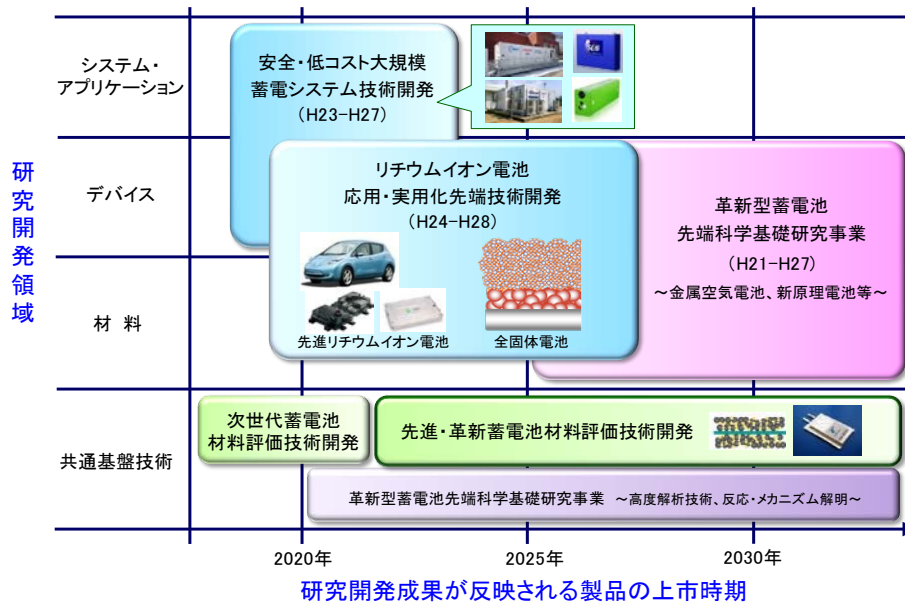 システム・
アプリケーション
安全・低コスト大規模
蓄電システム技術開発
(H23−H27)
研究開発領域
デバイス
リチウムイオン電池
応用・実用化先端技術開発
(H24−H28)
革新型蓄電池
先端科学基礎研究事業
(H21−H27)
～金属空気電池、新原理電池等～
材 料
先進リチウムイオン電池
全固体電池
共通基盤技術
次世代蓄電池
材料評価技術開発
先進・革新蓄電池材料評価技術開発
革新型蓄電池先端科学基礎研究事業 ～高度解析技術、反応・メカニズム解明～
2020年
2025年
2030年
研究開発成果が反映される製品の上市時期